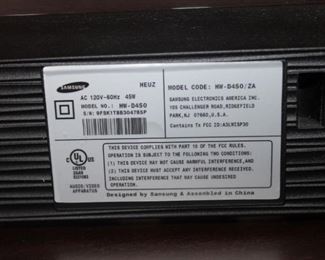 SAMSUNG
HEUZ
AC 120V~60Hz 45W
MODEL NO.: HW-D450
S/N: 9FSK1TBB30478SP
MODEL CODE: HW-D450/ZA
SAMSUNG ELECTRONICS AMERICA INC.
105 CHALLENGER ROAD, RIDGEFIELD
PARK, NJ 07660, U.S.A.
Contains Tx FCC ID:A3LWISP30
UL
LISTED
AUDIO/VIDEO
APPARATUS
THIS DEVICE COMPLIES WITH PART 15 OF THE FCC RULES.
OPERATION IS SUBJECT TO THE FOLLOWING TWO CONDITIONS:
(1) THIS DEVICE MAY NOT CAUSE HARMFUL INTERFERENCE, AND
(2) THIS DEVICE MUST ACCEPT ANY INTERFERENCE RECEIVED,
INCLUDING INTERFERENCE THAT MAY CAUSE UNDESIRED
OPERATION.
Designed by Samsung & Assembled in China